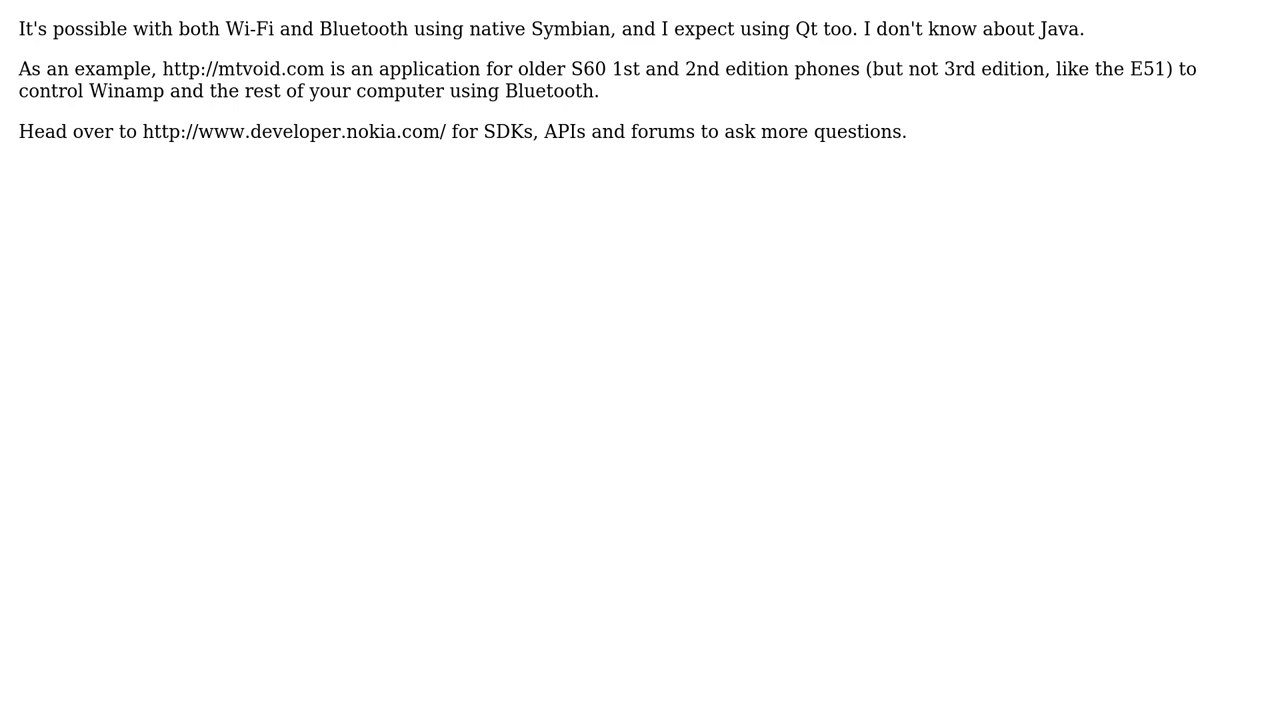 It's possible with both Wi-Fi and Bluetooth using native Symbian, and I expect using Qt too. I don't know about Java.
As an example, http://mtvoid.com is an application for older S60 1st and 2nd edition phones (but not 3rd edition, like the E51) to
control Winamp and the rest of your computer using Bluetooth.
Head over to http://www.developer.nokia.com/ for SDKs, APIs and forums to ask more questions.